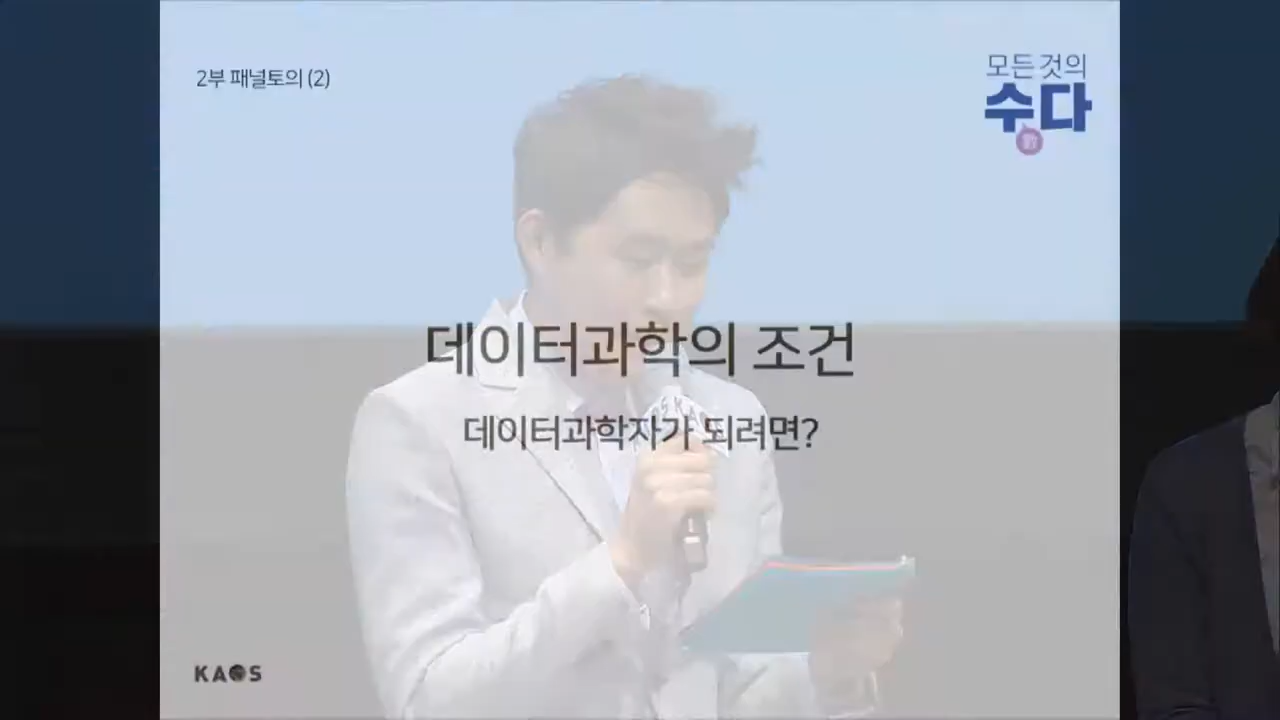 2부 패널토의 (2)
모든 것의
수다
데이터과학의 조건
데이터과학자가 되려면?
KAOS